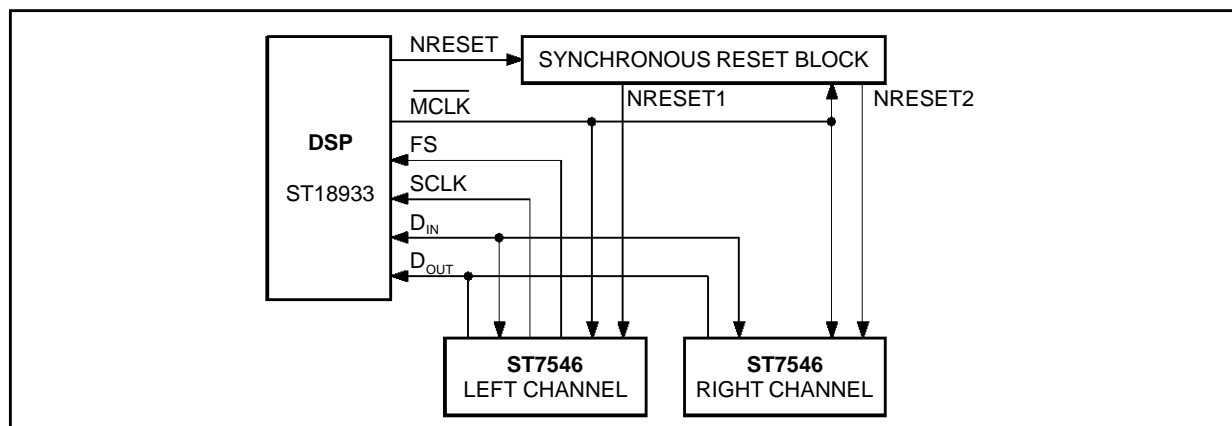 NRESET
SYNCHRONOUS RESET BLOCK
NRESET1
NRESET2
MCLK
FS
DSP
ST18933
SCLK
DIN
DOUT
ST7546
LEFT CHANNEL
ST7546
RIGHT CHANNEL